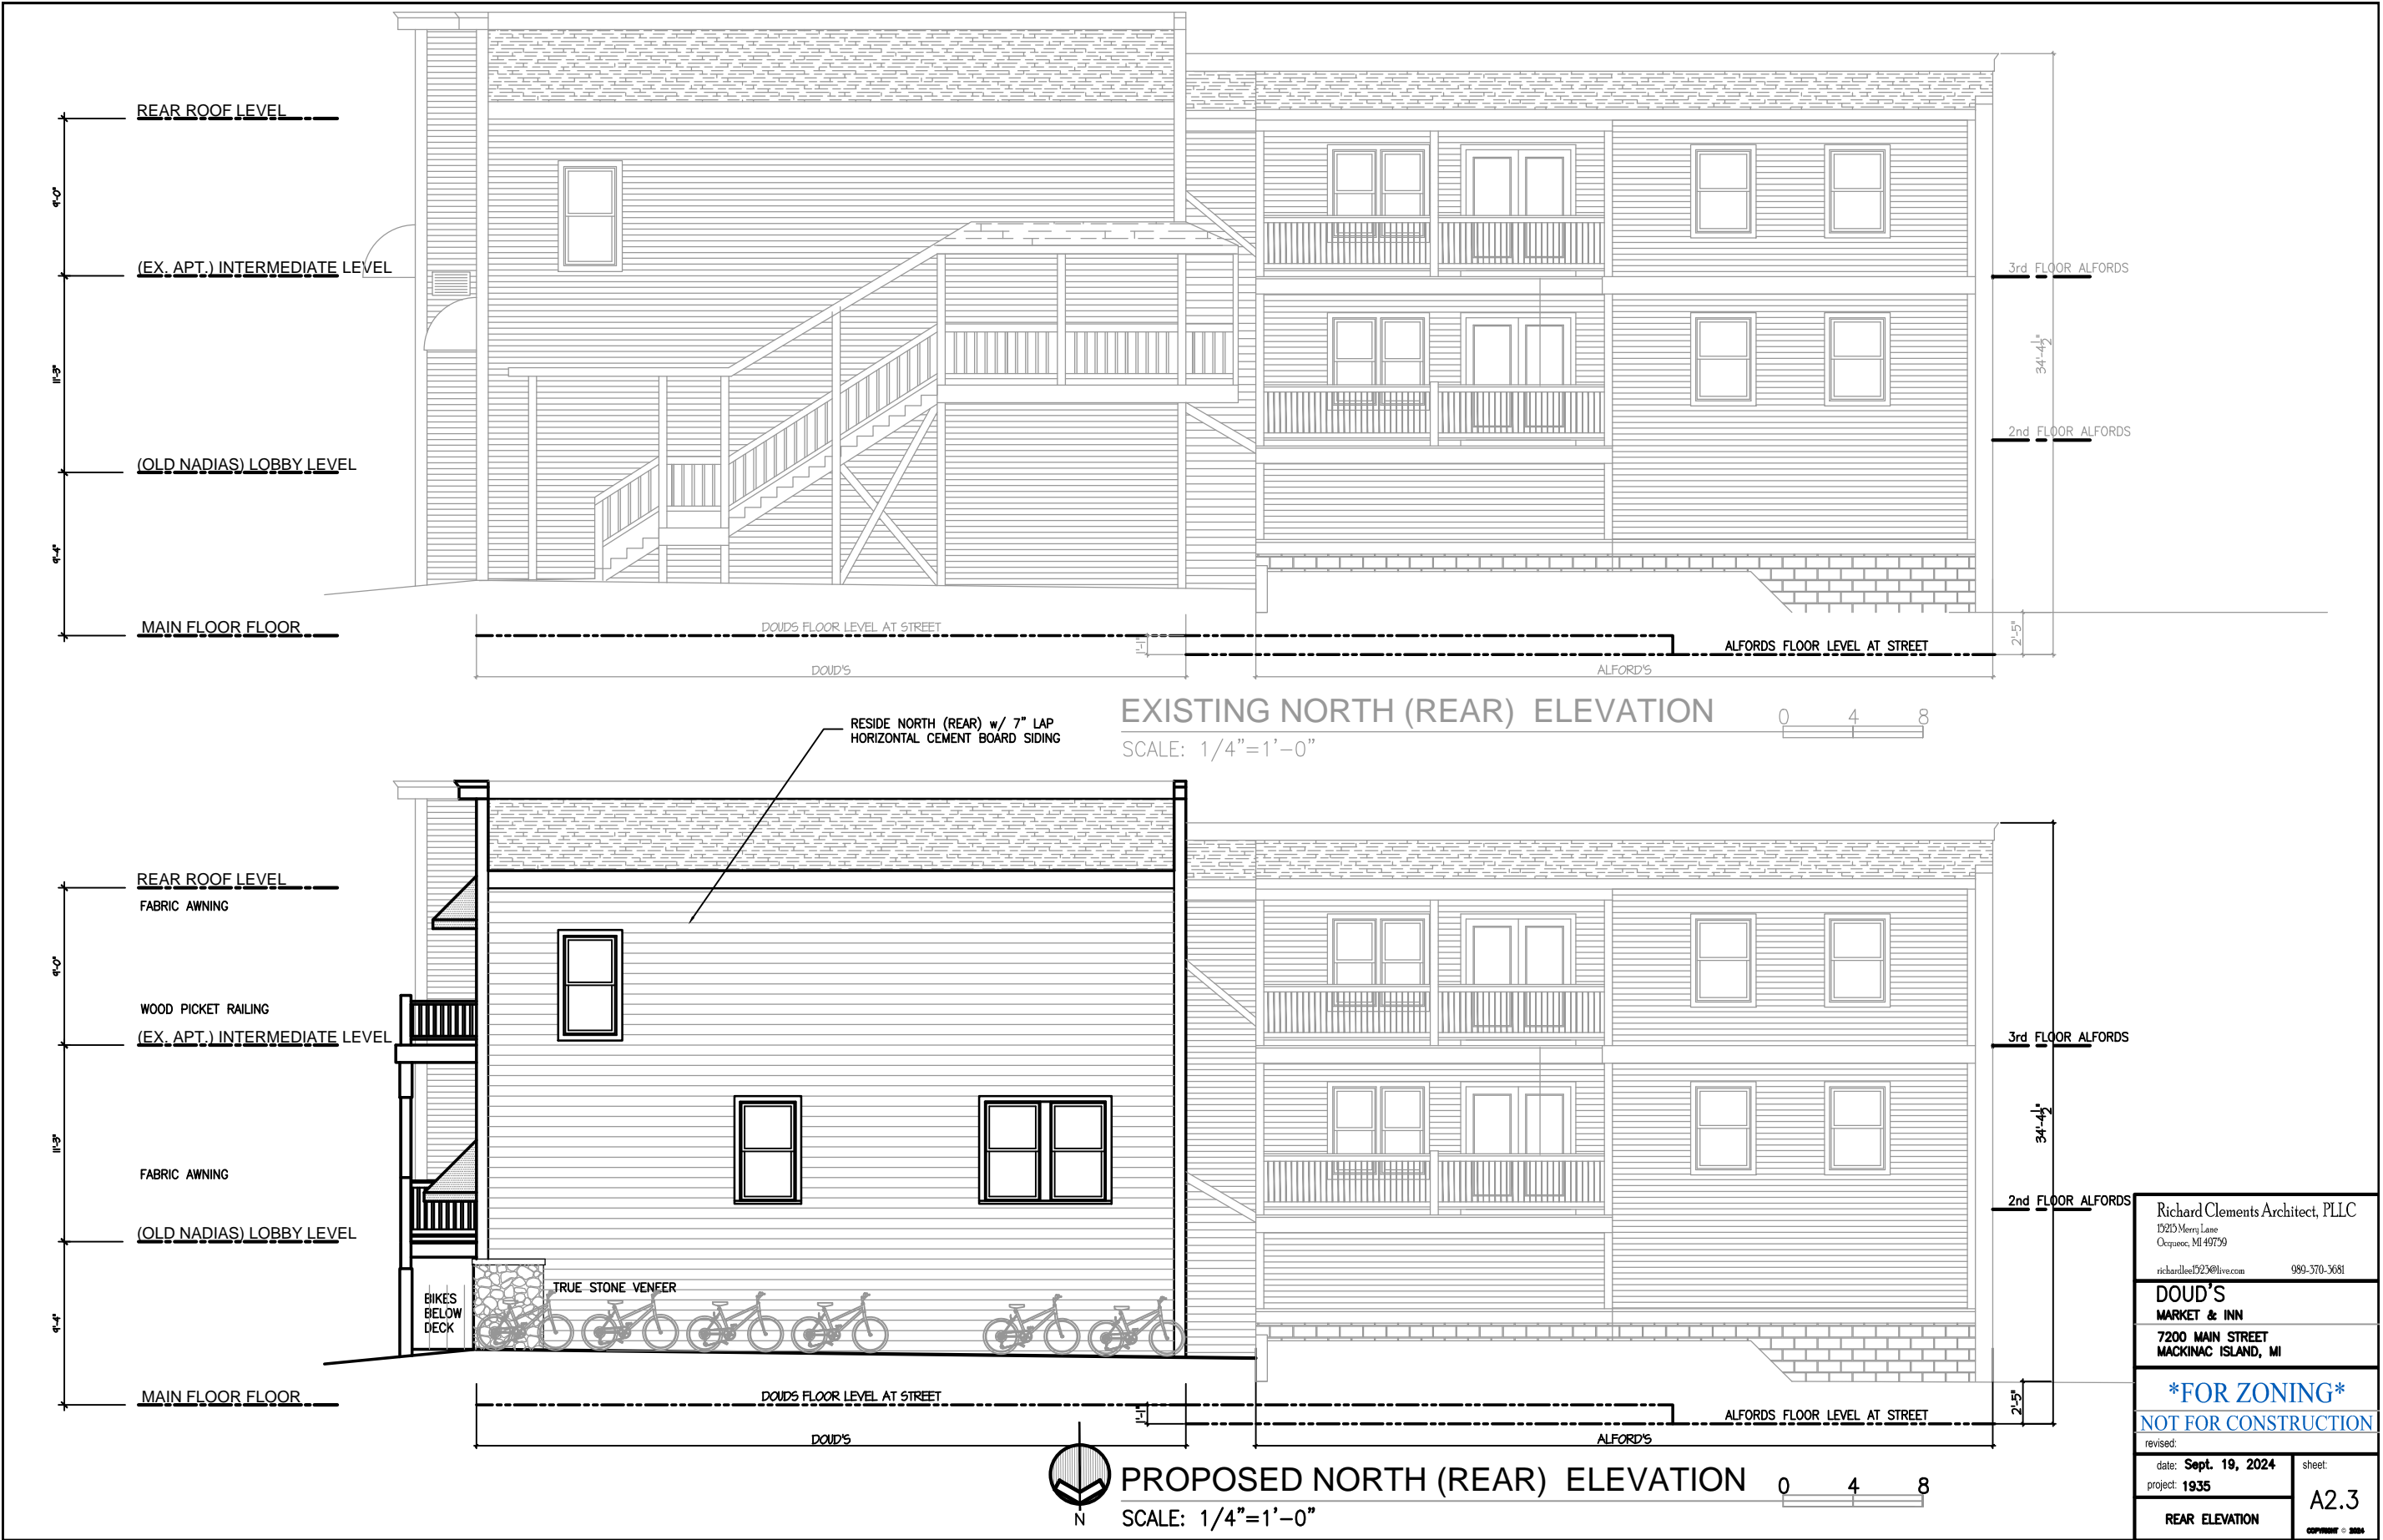 REAR ROOF LEVEL
9'-0"
(EX. APT.) INTERMEDIATE LEVEL
11'-3"
(OLD NADIAS) LOBBY LEVEL
9'-4"
MAIN FLOOR FLOOR
3rd FLOOR ALFORDS
34'-4 1/2"
2nd FLOOR ALFORDS
DOUDS FLOOR LEVEL AT STREET
1'-1"
ALFORDS FLOOR LEVEL AT STREET
2'-5"
DOUD'S
ALFORD'S
EXISTING NORTH (REAR) ELEVATION
0 4 8
SCALE: 1/4"=1'-0"
RESIDE NORTH (REAR) w/ 7" LAP
HORIZONTAL CEMENT BOARD SIDING
REAR ROOF LEVEL
FABRIC AWNING
9'-0"
WOOD PICKET RAILING
(EX. APT.) INTERMEDIATE LEVEL
11'-3"
FABRIC AWNING
(OLD NADIAS) LOBBY LEVEL
TRUE STONE VENEER
BIKES
BELOW
DECK
9'-4"
MAIN FLOOR FLOOR
3rd FLOOR ALFORDS
34'-4 1/2"
2nd FLOOR ALFORDS
DOUDS FLOOR LEVEL AT STREET
1'-1"
ALFORDS FLOOR LEVEL AT STREET
2'-5"
DOUD'S
ALFORD'S
N
PROPOSED NORTH (REAR) ELEVATION
0 4 8
SCALE: 1/4"=1'-0"
Richard Clements Architect, PLLC
15215 Merry Lane
Ocqueoc, MI 49759
richardlee1523@live.com 989-370-3681
DOUD'S
MARKET & INN
7200 MAIN STREET
MACKINAC ISLAND, MI
*FOR ZONING*
NOT FOR CONSTRUCTION
revised:
date: Sept. 19, 2024
project: 1935
sheet:
A2.3
REAR ELEVATION
COPYRIGHT © 2024